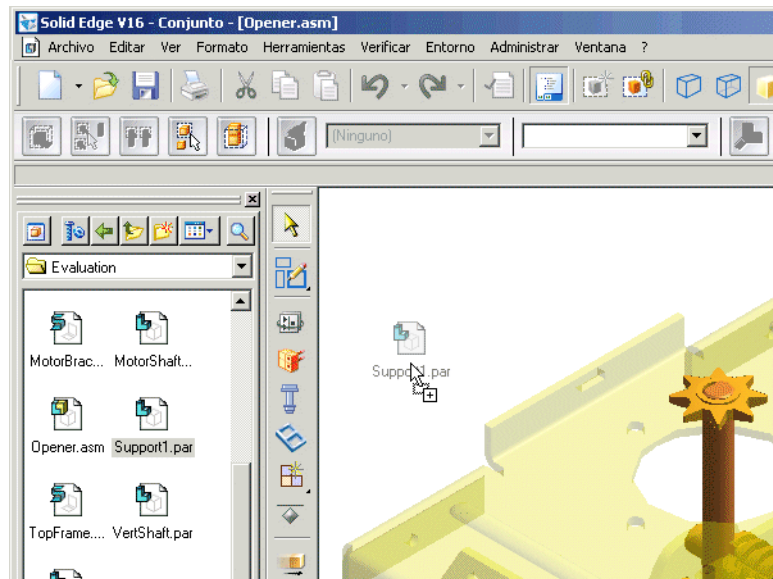 Solid Edge V16 - Conjunto - [Opener.asm]
Archivo Editar Ver Formato Herramientas Verificar Entorno Administrar Ventana ?
(Ninguno)
Evaluation
MotorBrac... MotorShaft...
Support1.par
Opener.asm Support1.par
TopFrame.... VertShaft.par